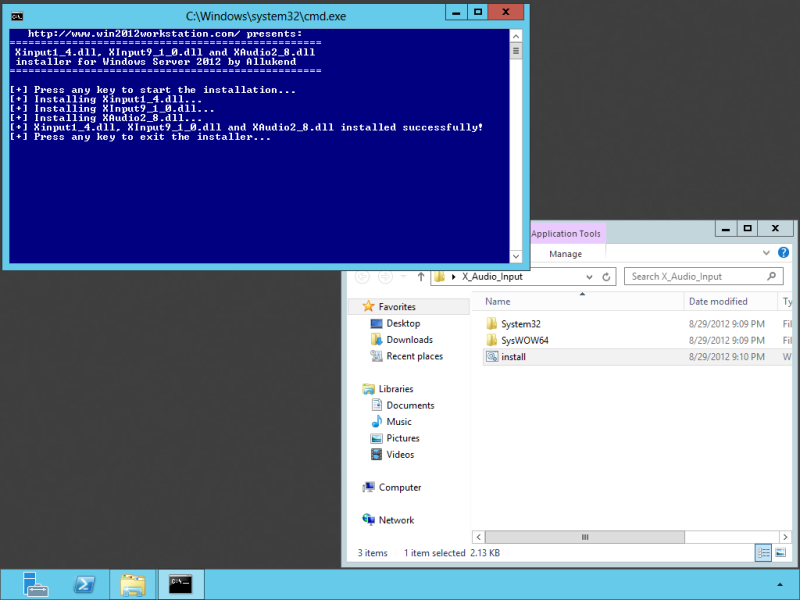 C:\Windows\system32\cmd.exe
http://www.win2012workstation.com/ presents:
================================================
Xinput1_4.dll, XInput9_1_0.dll and XAudio2_8.dll
installer for Windows Server 2012 by Allukend
================================================
[+] Press any key to start the installation...
[+] Installing Xinput1_4.dll...
[+] Installing XInput9_1_0.dll...
[+] Installing XAudio2_8.dll...
[+] Xinput1_4.dll, XInput9_1_0.dll and XAudio2_8.dll installed successfully!
[+] Press any key to exit the installer...
Application Tools
Manage
X_Audio_Input
Search X_Audio_Input
Name Date modified Ty
Favorites
Desktop
Downloads
Recent places
Libraries
Documents
Music
Pictures
Videos
Computer
Network
System32 8/29/2012 9:09 PM Fil
SysWOW64 8/29/2012 9:09 PM Fil
install 8/29/2012 9:10 PM W
3 items 1 item selected 2.13 KB